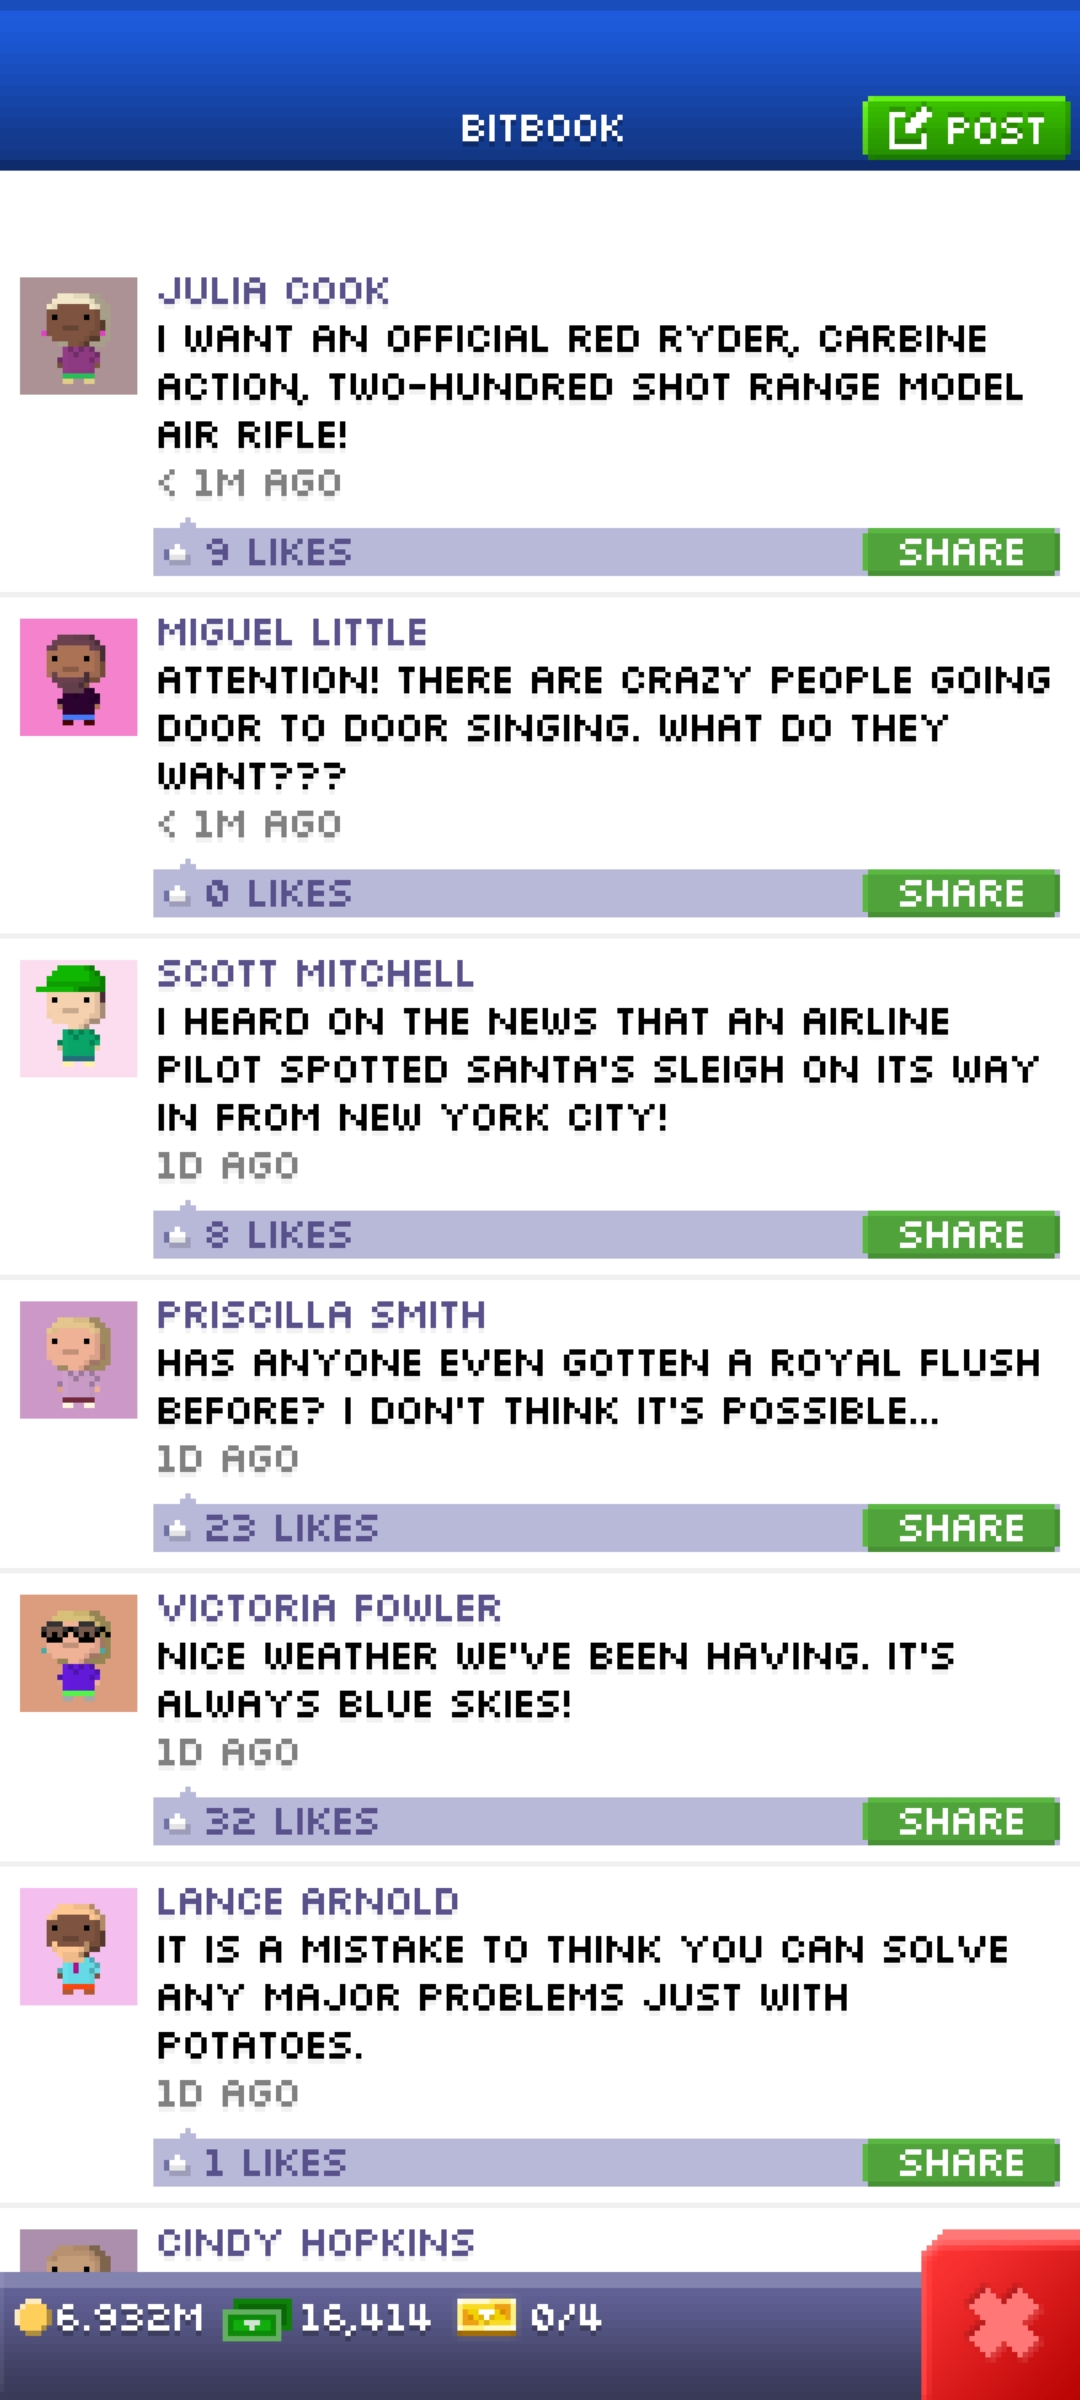 BITBOOK
POST
JULIA COOK
I WANT AN OFFICIAL RED RYDER, CARBINE
ACTION, TWO-HUNDRED SHOT RANGE MODEL
AIR RIFLE!
< 1M AGO
9 LIKES
SHARE
MIGUEL LITTLE
ATTENTION! THERE ARE CRAZY PEOPLE GOING
DOOR TO DOOR SINGING. WHAT DO THEY
WANT???
< 1M AGO
0 LIKES
SHARE
SCOTT MITCHELL
I HEARD ON THE NEWS THAT AN AIRLINE
PILOT SPOTTED SANTA'S SLEIGH ON ITS WAY
IN FROM NEW YORK CITY!
1D AGO
8 LIKES
SHARE
PRISCILLA SMITH
HAS ANYONE EVEN GOTTEN A ROYAL FLUSH
BEFORE? I DON'T THINK IT'S POSSIBLE...
1D AGO
23 LIKES
SHARE
VICTORIA FOWLER
NICE WEATHER WE'VE BEEN HAVING. IT'S
ALWAYS BLUE SKIES!
1D AGO
32 LIKES
SHARE
LANCE ARNOLD
IT IS A MISTAKE TO THINK YOU CAN SOLVE
ANY MAJOR PROBLEMS JUST WITH
POTATOES.
1D AGO
1 LIKES
SHARE
CINDY HOPKINS
6.932M 16,414 0/4